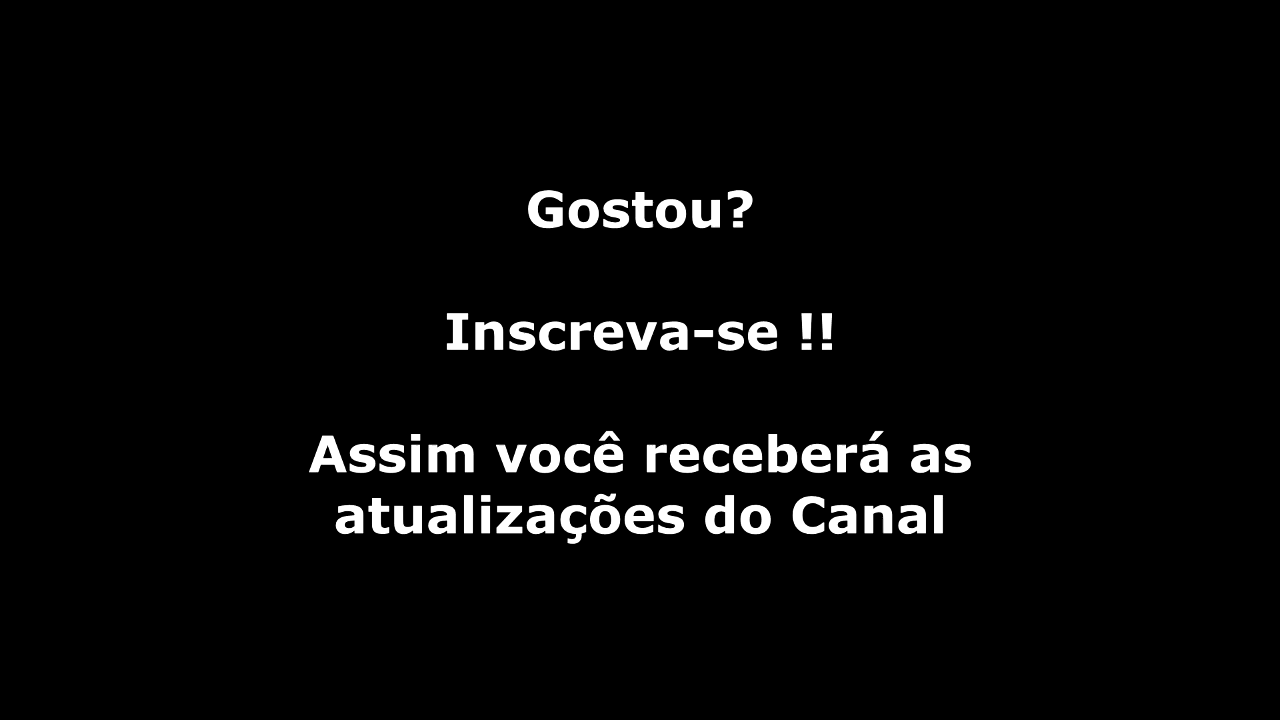 Gostou?
Inscreva-se !!
Assim você receberá as
atualizações do Canal